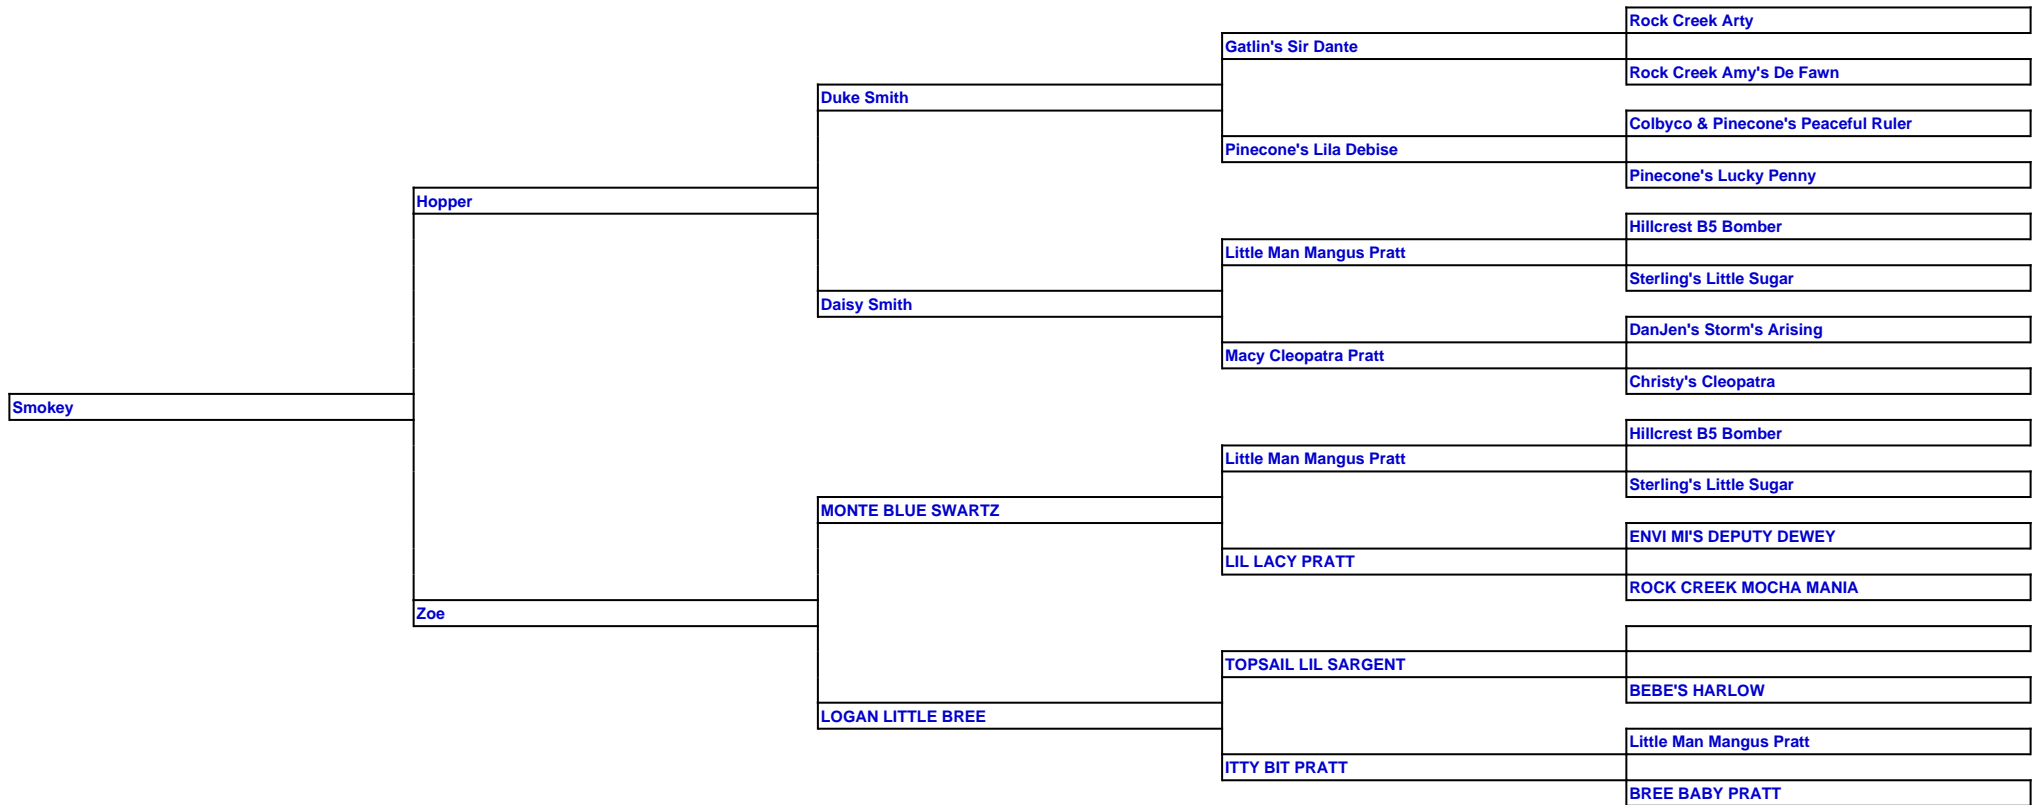 Rock Creek Arty
Gatlin's Sir Dante
Rock Creek Amy's De Fawn
Duke Smith
Colbyco & Pinecone's Peaceful Ruler
Pinecone's Lila Debise
Pinecone's Lucky Penny
Hopper
Hillcrest B5 Bomber
Little Man Mangus Pratt
Sterling's Little Sugar
Daisy Smith
DanJen's Storm's Arising
Macy Cleopatra Pratt
Christy's Cleopatra
Smokey
Hillcrest B5 Bomber
Little Man Mangus Pratt
Sterling's Little Sugar
MONTE BLUE SWARTZ
ENVI MI'S DEPUTY DEWEY
LIL LACY PRATT
ROCK CREEK MOCHA MANIA
Zoe
TOPSAIL LIL SARGENT
BEBE'S HARLOW
LOGAN LITTLE BREE
Little Man Mangus Pratt
ITTY BIT PRATT
BREE BABY PRATT